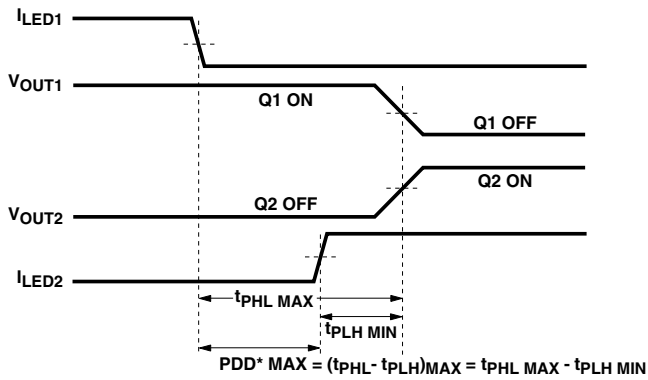 ILED1
VOUT1
Q1 ON
Q1 OFF
Q2 ON
Q2 OFF
VOUT2
ILED2
tPHL MAX
tPLH MIN
PDD* MAX = (tPHL- tPLH)MAX = tPHL MAX - tPLH MIN